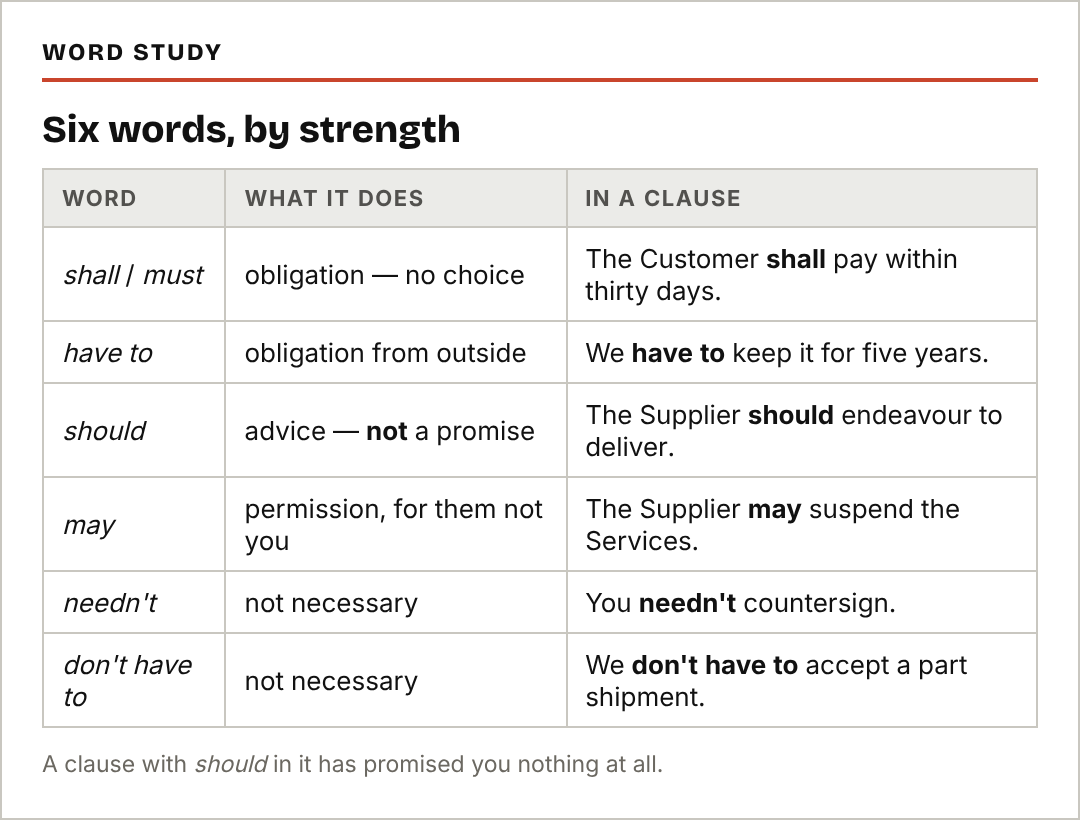 WORD STUDY
Six words, by strength
WORD
WHAT IT DOES
IN A CLAUSE
shall / must
obligation — no choice
The Customer shall pay within
thirty days.
have to
obligation from outside
We have to keep it for five years.
should
advice — not a promise
The Supplier should endeavour to
deliver.
may
permission, for them not
you
The Supplier may suspend the
Services.
needn't
not necessary
You needn't countersign.
don't have
to
not necessary
We don't have to accept a part
shipment.
A clause with should in it has promised you nothing at all.